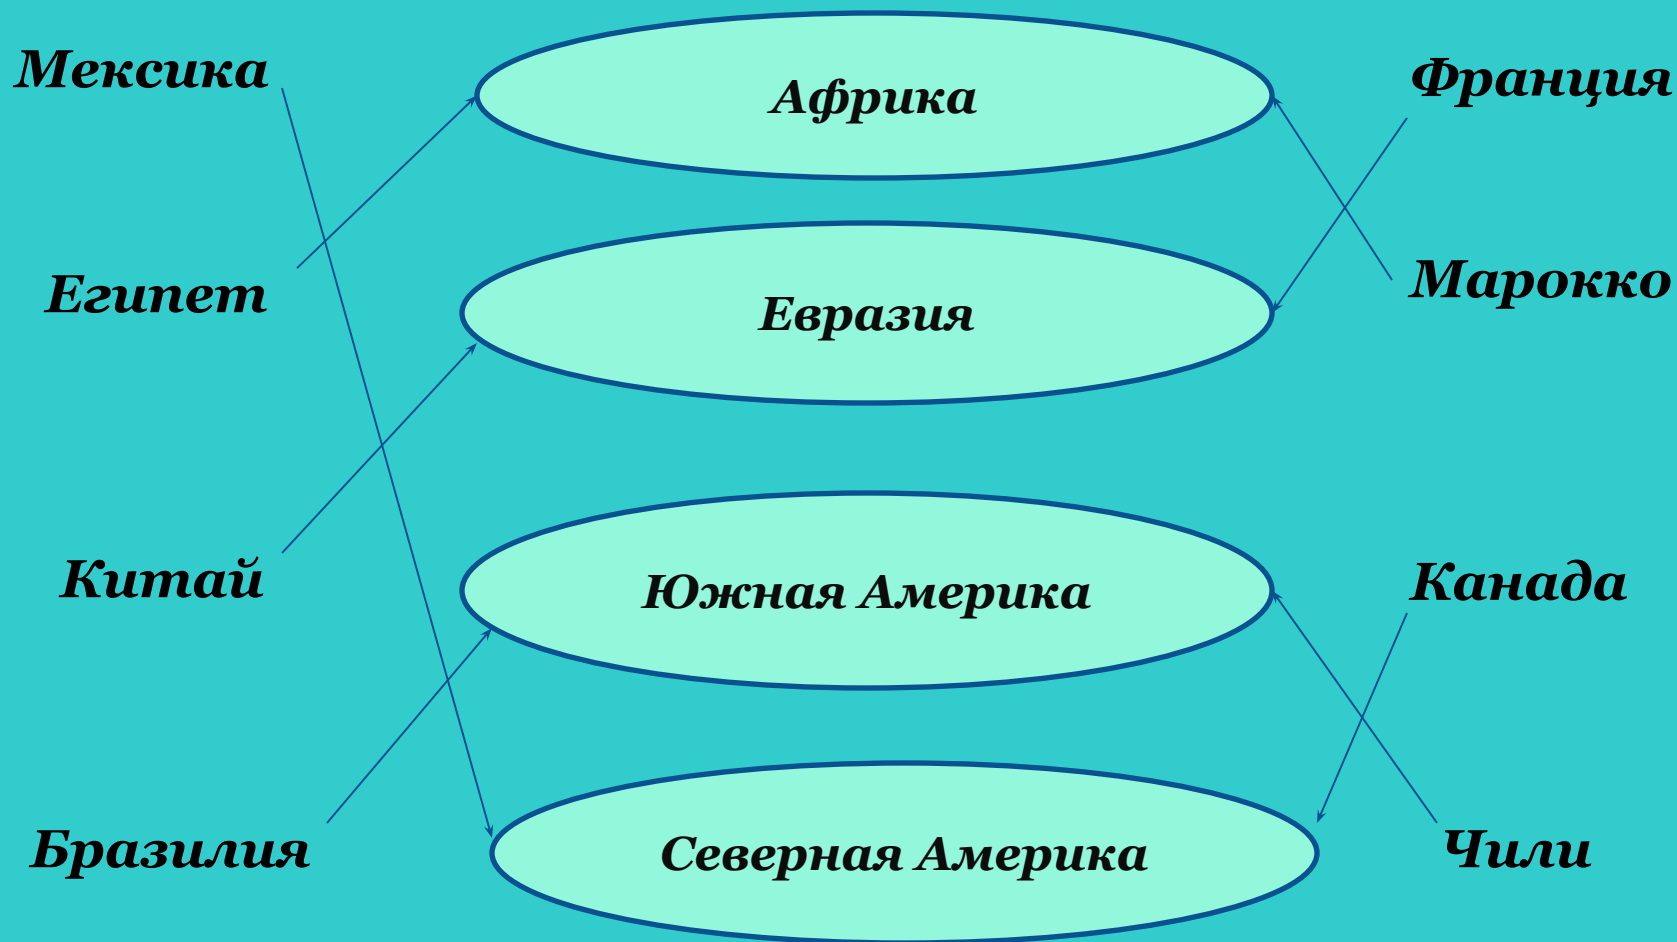 Мексика
Африка
Франция
Египет
Евразия
Марокко
Китай
Южная Америка
Канада
Бразилия
Северная Америка
Чили